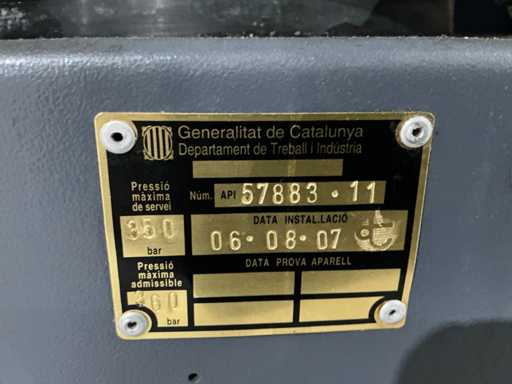 Generalitat de Catalunya
Departament de Treball i Indústria
Pressió
màxima
de servei
350
bar
Núm. API 57883·11
DATA INSTAL.LACIÓ
06·08·07
DATA PROVA APARELL
Pressió
màxima
admissible
360
bar